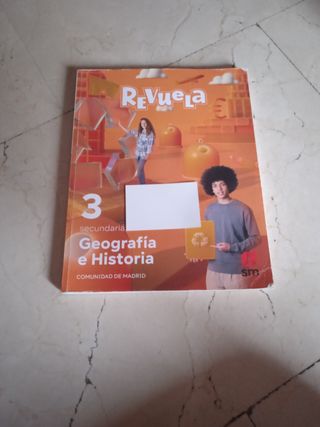 REVUELA
3
secundaria
Geografía
e Historia
COMUNIDAD DE MADRID
sm